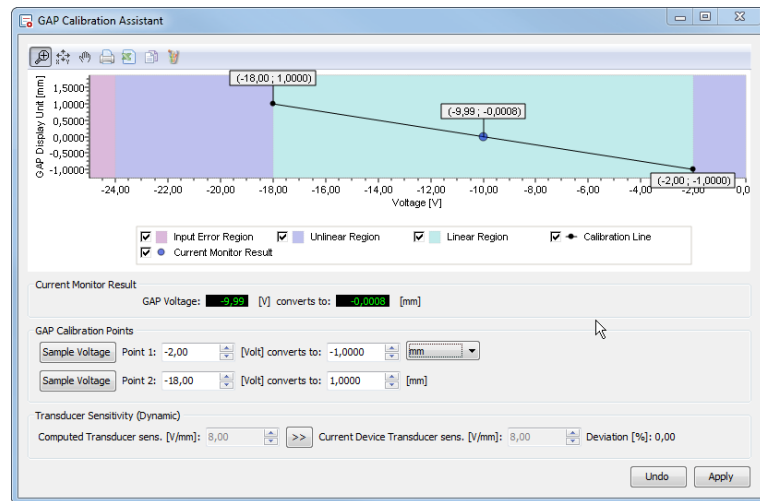 GAP Calibration Assistant
(-18,00 ; 1,0000)
(-9,99 ; -0,0008)
(-2,00 ; -1,0000)
GAP Display Unit [mm]
1,5000
1,0000
0,5000
0,0000
-0,5000
-1,0000
-24,00 -22,00 -20,00 -18,00 -16,00 -14,00 -12,00 -10,00 -8,00 -6,00 -4,00 -2,00 0,0
Voltage [V]
Input Error Region Unlinear Region Linear Region Calibration Line
Current Monitor Result
Current Monitor Result
GAP Voltage: -9,99 [V] converts to: -0,0008 [mm]
GAP Calibration Points
Sample Voltage Point 1: -2,00 [Volt] converts to: -1,0000 mm
Sample Voltage Point 2: -18,00 [Volt] converts to: 1,0000 [mm]
Transducer Sensitivity (Dynamic)
Computed Transducer sens. [V/mm]: 8,00 >> Current Device Transducer sens. [V/mm]: 8,00 Deviation [%]: 0,00
Undo Apply